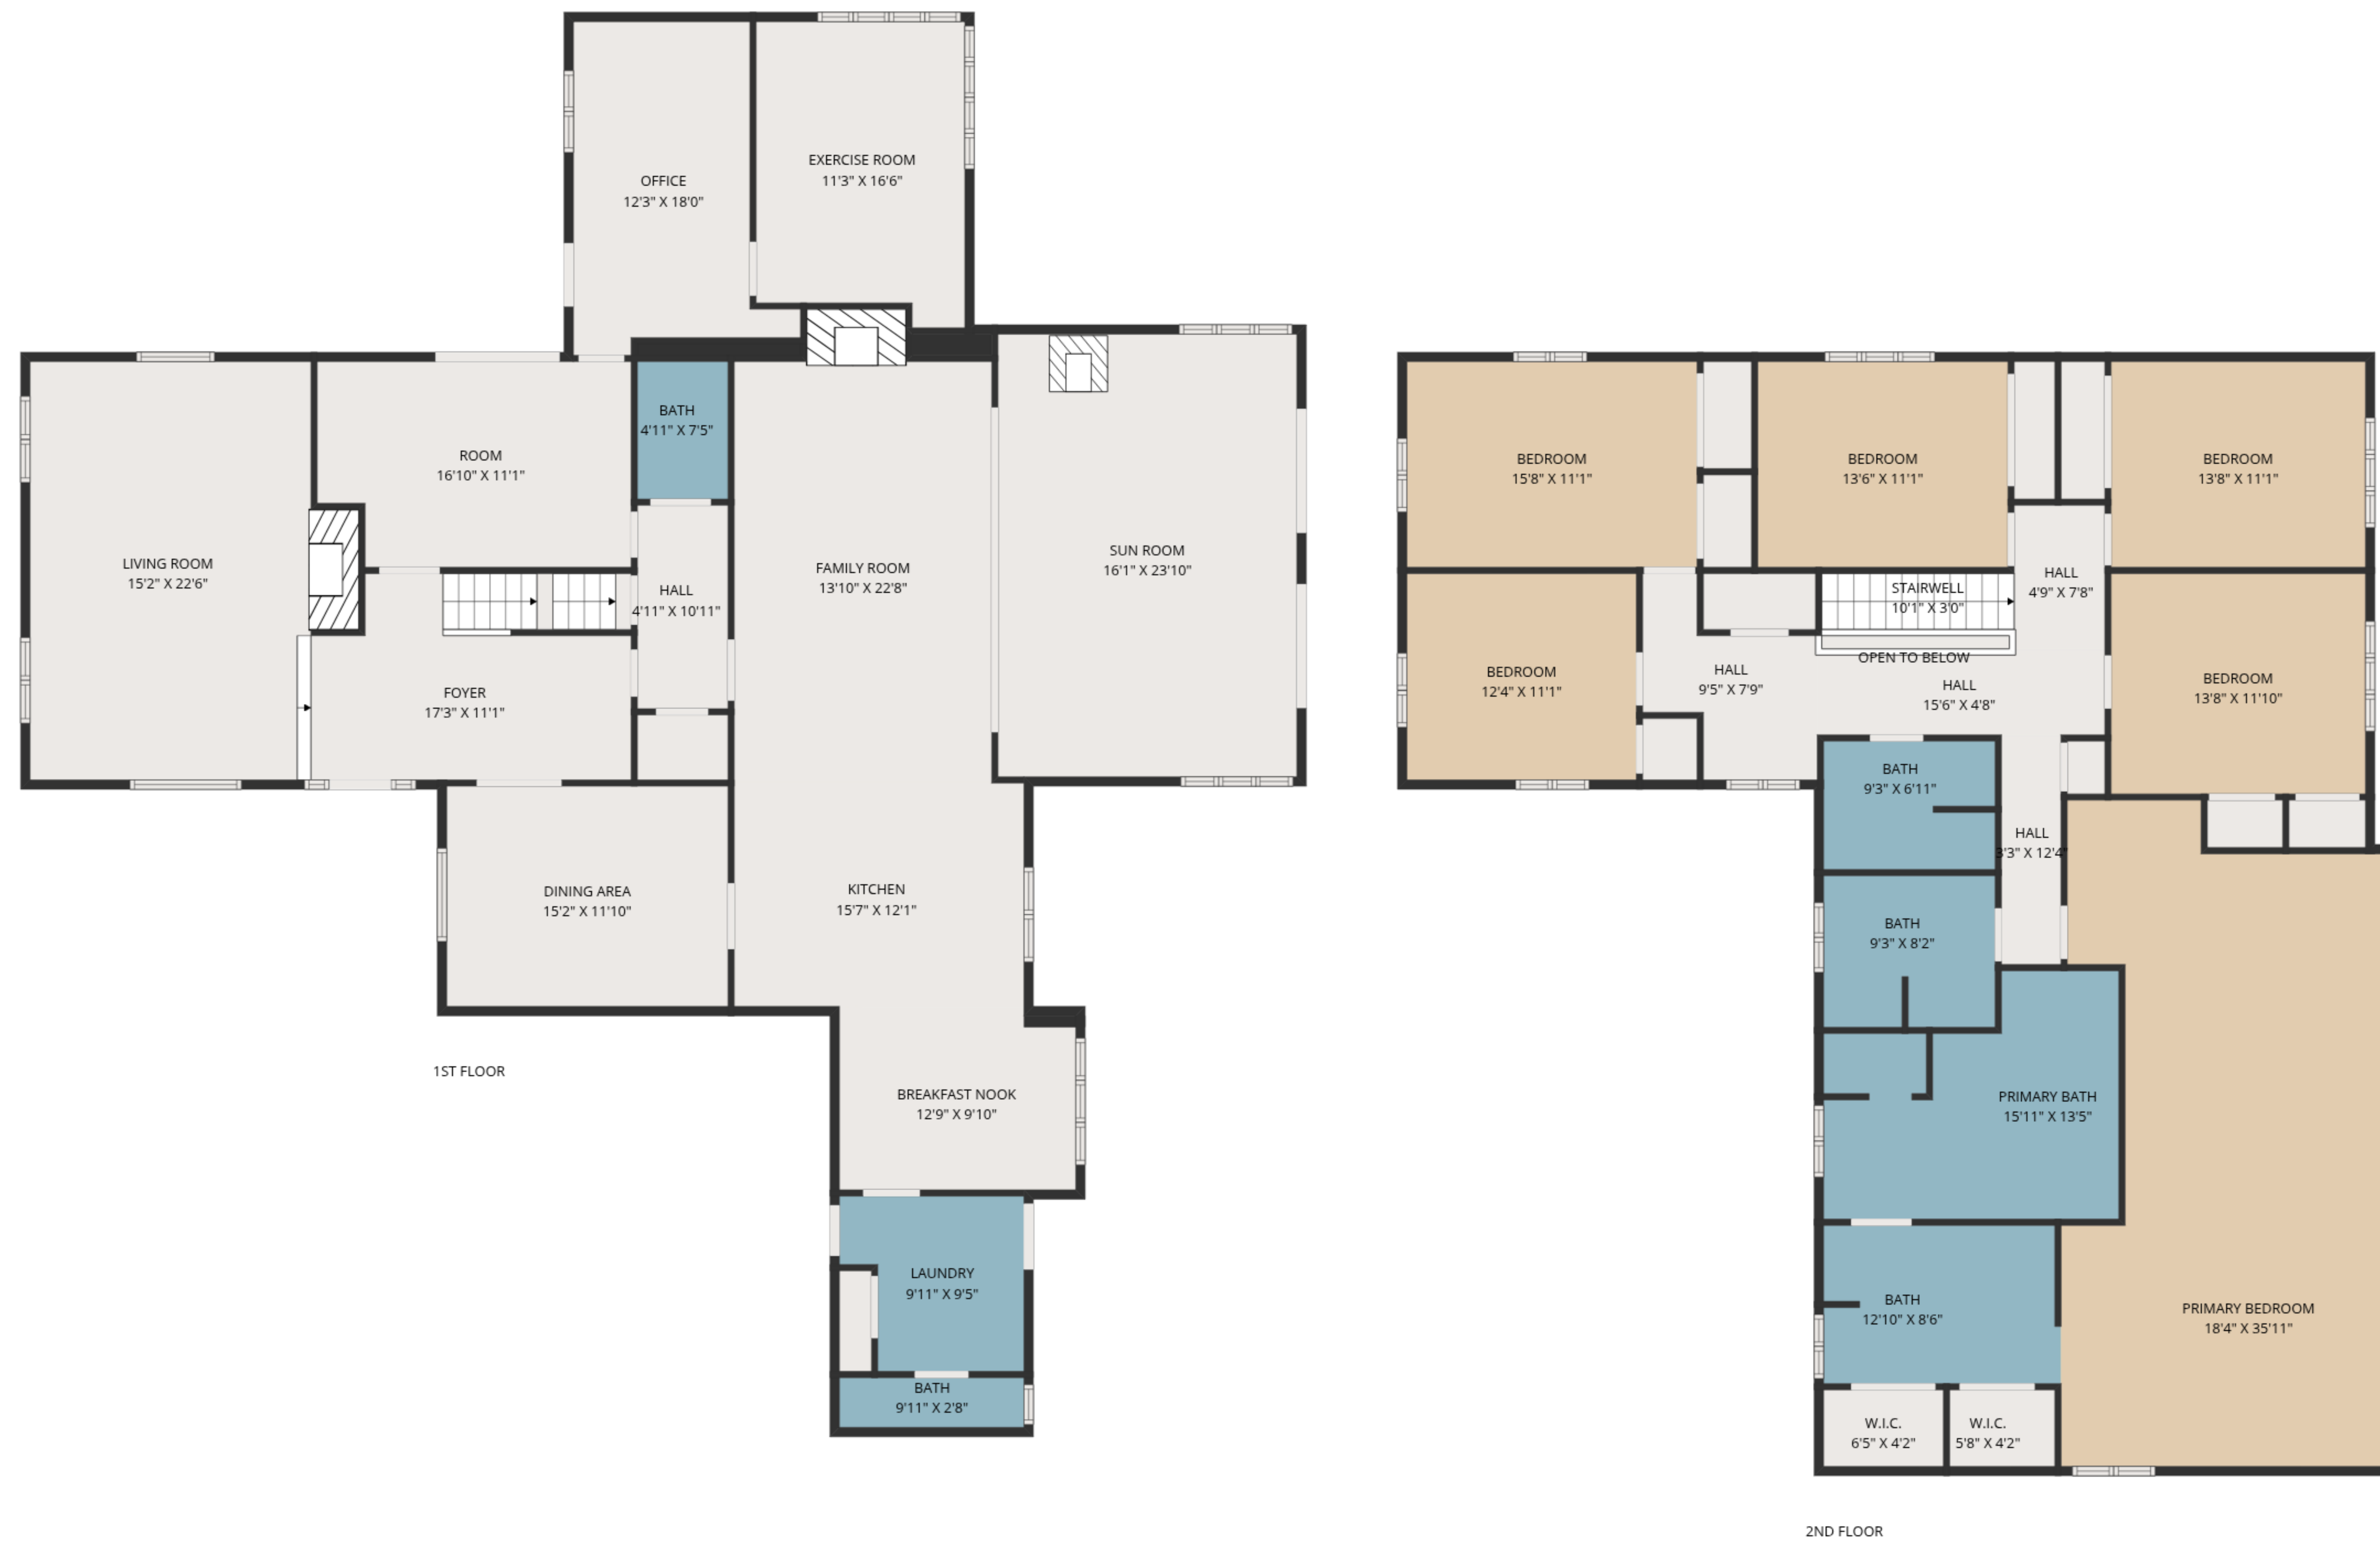 OFFICE
12'3" X 18'0"
EXERCISE ROOM
11'3" X 16'6"
LIVING ROOM
15'2" X 22'6"
ROOM
16'10" X 11'1"
BATH
4'11" X 7'5"
HALL
4'11" X 10'11"
FAMILY ROOM
13'10" X 22'8"
SUN ROOM
16'1" X 23'10"
FOYER
17'3" X 11'1"
DINING AREA
15'2" X 11'10"
KITCHEN
15'7" X 12'1"
BREAKFAST NOOK
12'9" X 9'10"
LAUNDRY
9'11" X 9'5"
BATH
9'11" X 2'8"
1ST FLOOR
BEDROOM
15'8" X 11'1"
BEDROOM
13'6" X 11'1"
BEDROOM
13'8" X 11'1"
BEDROOM
12'4" X 11'1"
STAIRWELL
10'1" X 3'0"
HALL
4'9" X 7'8"
OPEN TO BELOW
HALL
9'5" X 7'9"
HALL
15'6" X 4'8"
BEDROOM
13'8" X 11'10"
BATH
9'3" X 6'11"
HALL
3'3" X 12'4"
BATH
9'3" X 8'2"
PRIMARY BATH
15'11" X 13'5"
BATH
12'10" X 8'6"
PRIMARY BEDROOM
18'4" X 35'11"
W.I.C.
6'5" X 4'2"
W.I.C.
5'8" X 4'2"
2ND FLOOR